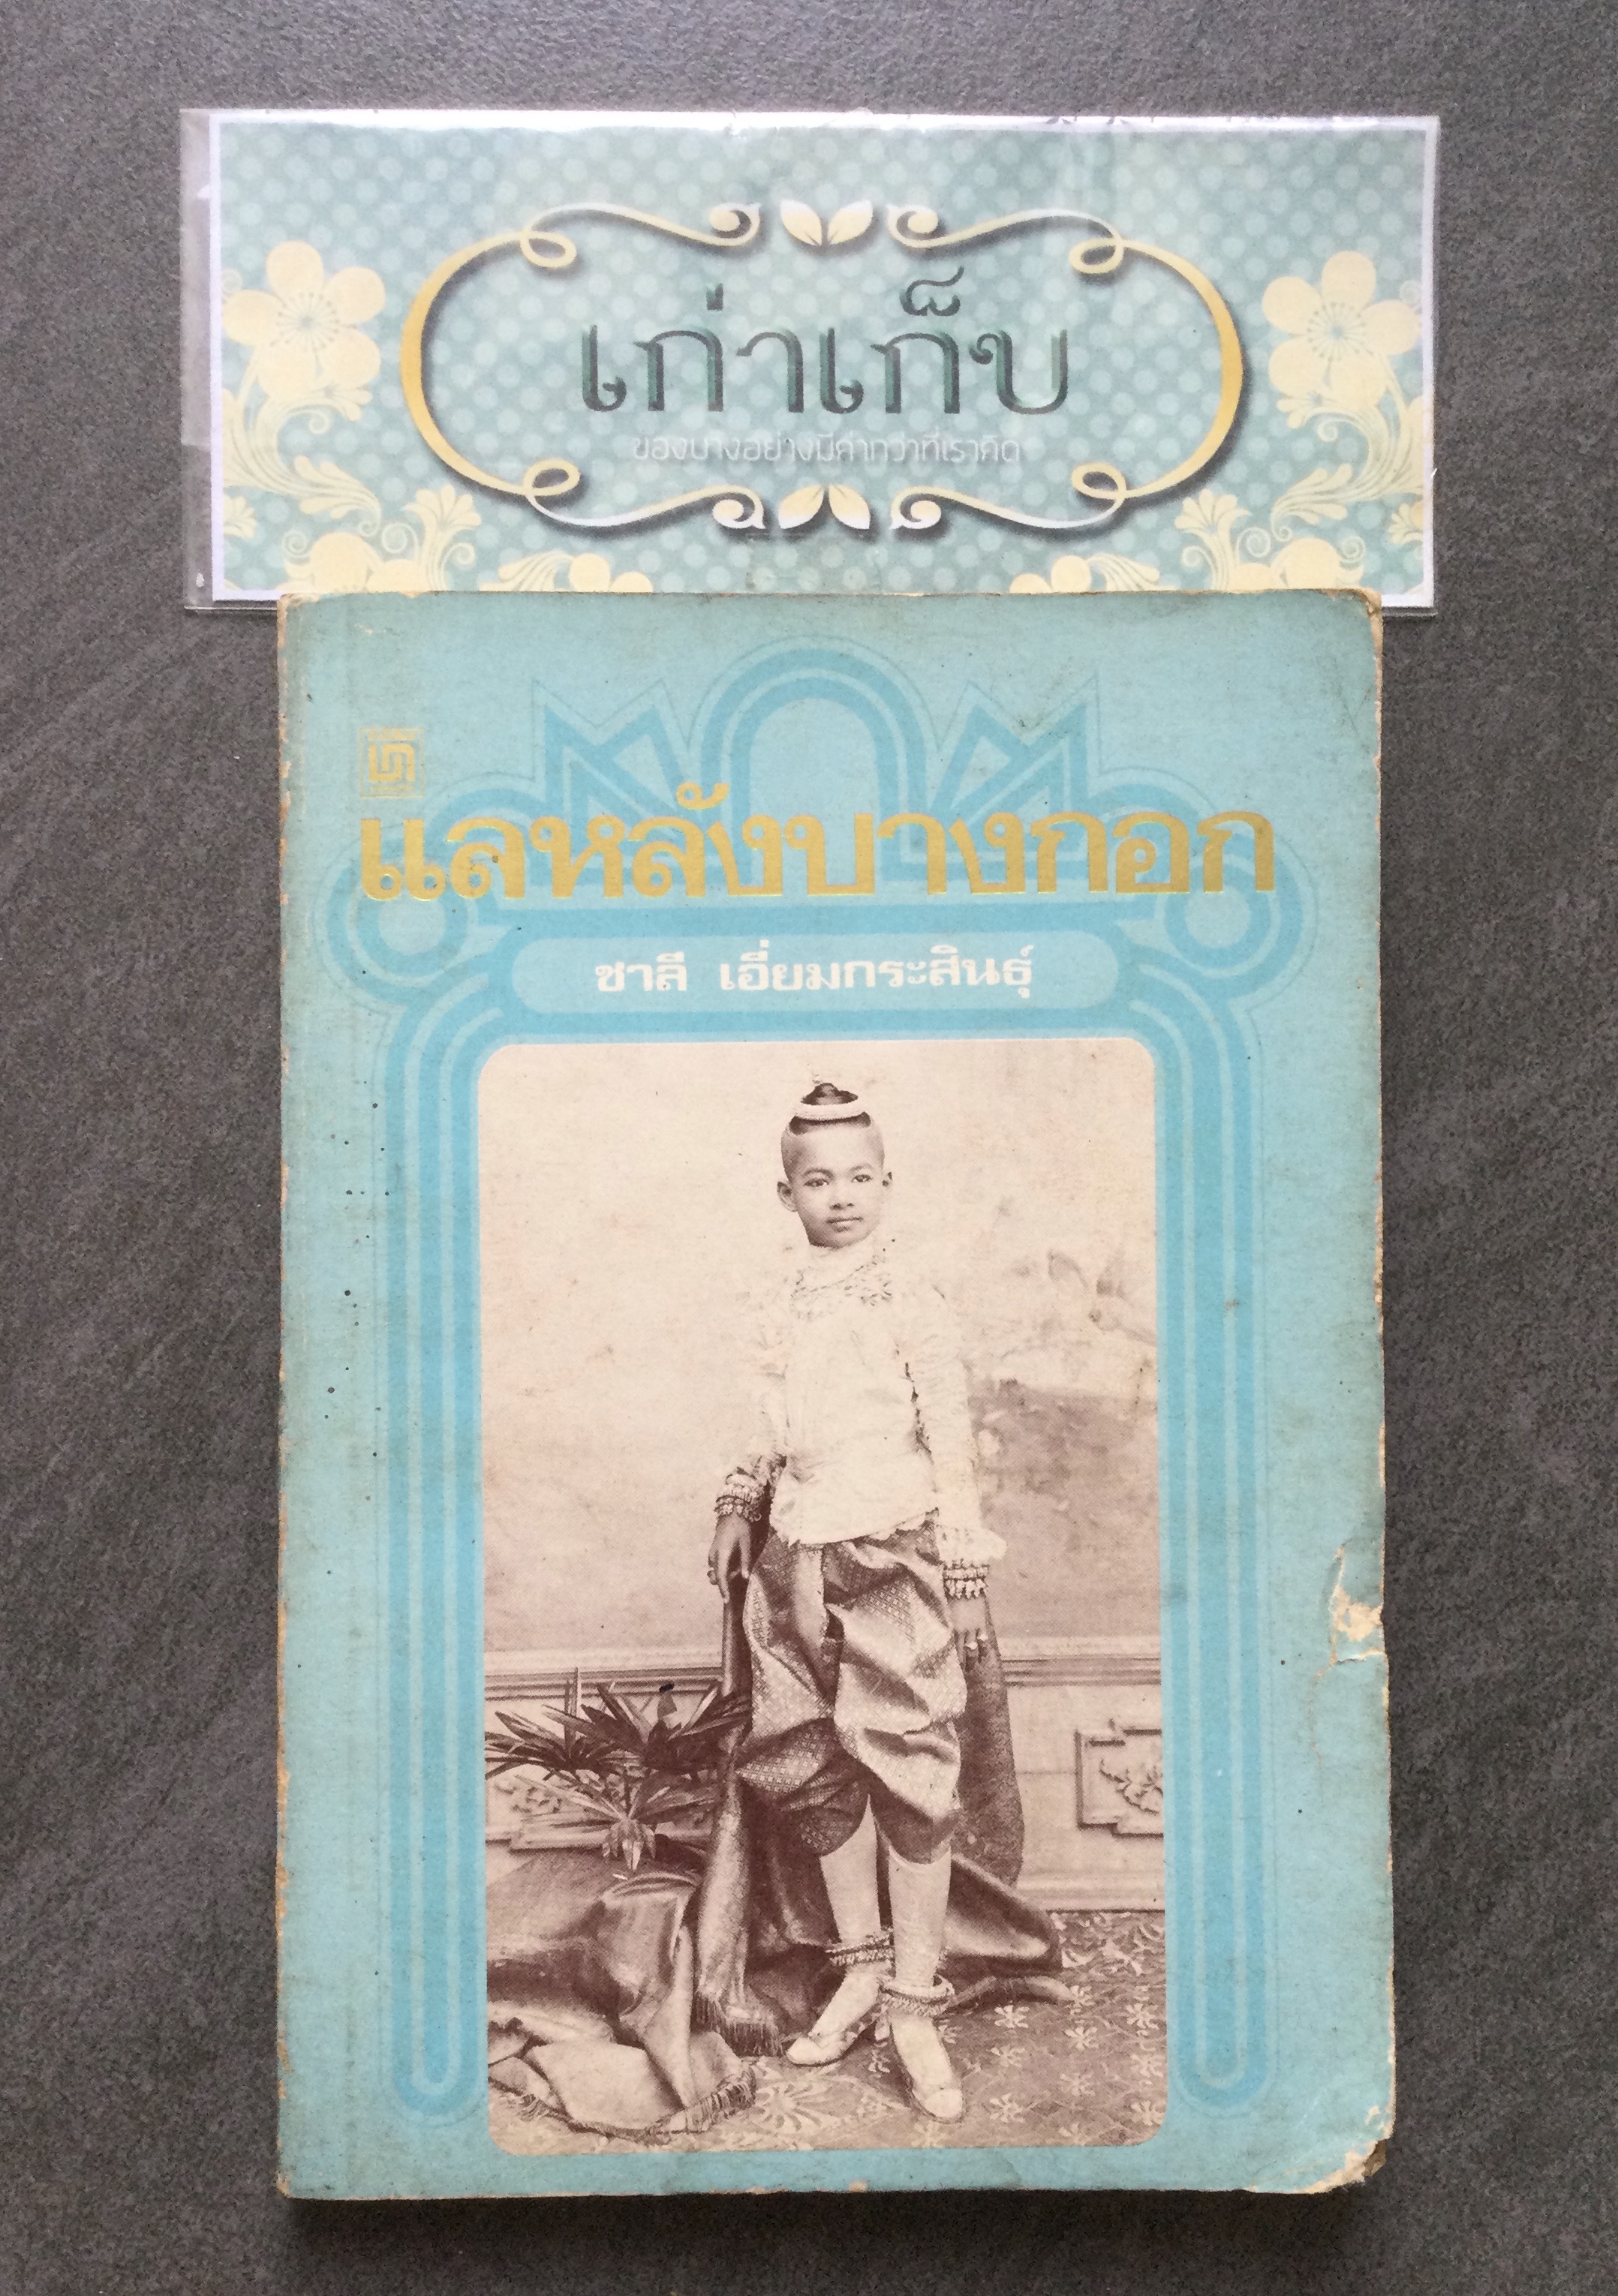 เก่าเก็บ
ของบางอย่างมีค่ากว่าที่เราคิด
แลหลังบางกอก
ชาลี เอี่ยมกระสินธุ์